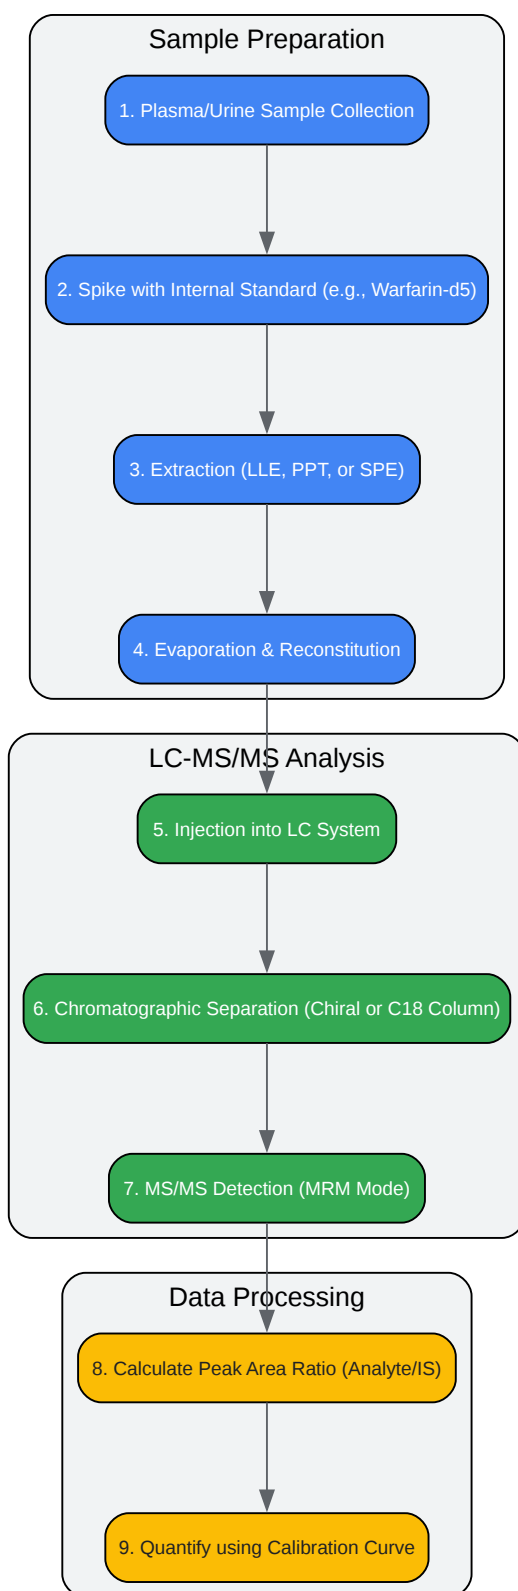 Sample Preparation
1. Plasma/Urine Sample Collection
2. Spike with Internal Standard (e.g., Warfarin-d5)
3. Extraction (LLE, PPT, or SPE)
4. Evaporation & Reconstitution
LC-MS/MS Analysis
5. Injection into LC System
6. Chromatographic Separation (Chiral or C18 Column)
7. MS/MS Detection (MRM Mode)
Data Processing
8. Calculate Peak Area Ratio (Analyte/IS)
9. Quantify using Calibration Curve